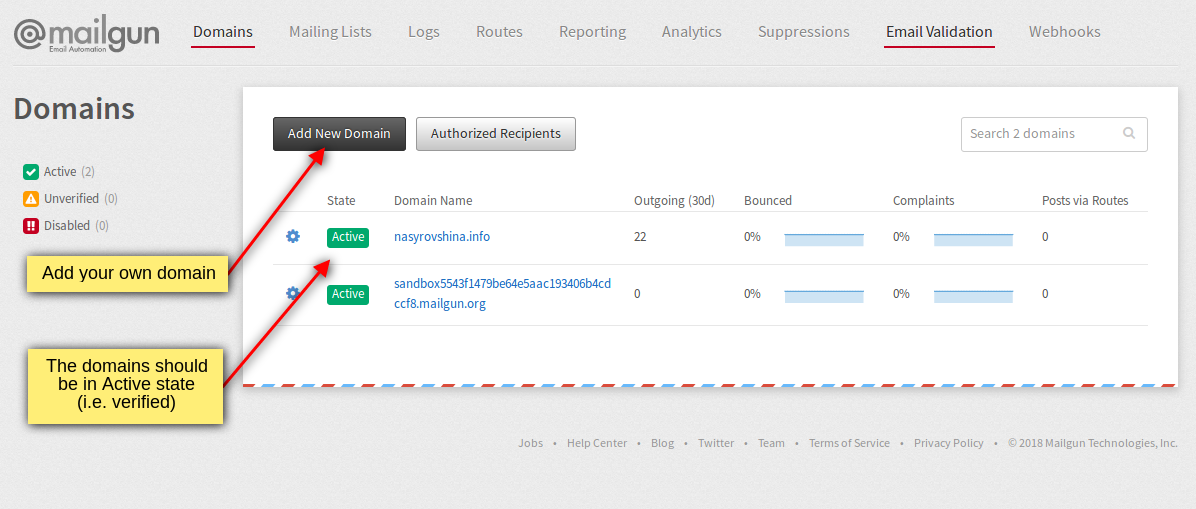 @mailgun
Email Automation
Domains Mailing Lists Logs Routes Reporting Analytics Suppressions Email Validation Webhooks
Domains
Active (2)
Unverified (0)
Disabled (0)
Add New Domain Authorized Recipients Search 2 domains
State Domain Name Outgoing (30d) Bounced Complaints Posts via Routes
Active nasyrovshina.info 22 0% 0% 0
Active sandbox5543f1479be64e5aac193406b4cd 0 0% 0% 0
ccf8.mailgun.org
Add your own domain
The domains should
be in Active state
(i.e. verified)
Jobs • Help Center • Blog • Twitter • Team • Terms of Service • Privacy Policy • © 2018 Mailgun Technologies, Inc.